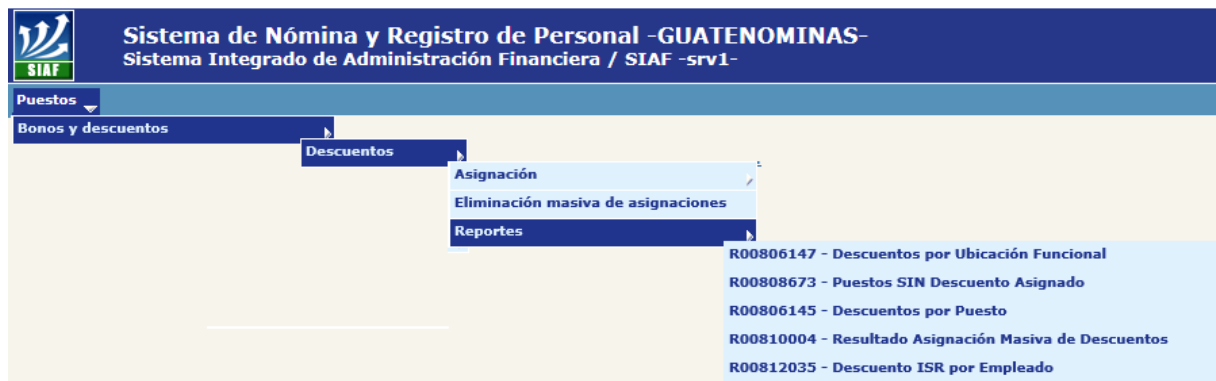 Sistema de Nómina y Registro de Personal -GUATENOMINAS-
SIAF
Sistema Integrado de Administración Financiera / SIAF -srv1-
Puestos
Bonos y descuentos
Descuentos
Asignación
Eliminación masiva de asignaciones
Reportes
R00806147 - Descuentos por Ubicación Funcional
R00808673 - Puestos SIN Descuento Asignado
R00806145 - Descuentos por Puesto
R00810004 - Resultado Asignación Masiva de Descuentos
R00812035 - Descuento ISR por Empleado